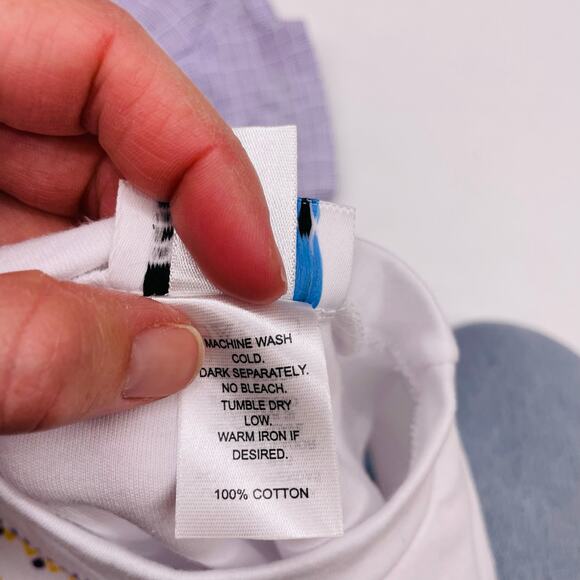 MACHINE WASH
COLD.
DARK SEPARATELY.
NO BLEACH.
TUMBLE DRY
LOW.
WARM IRON IF
DESIRED.
100% COTTON